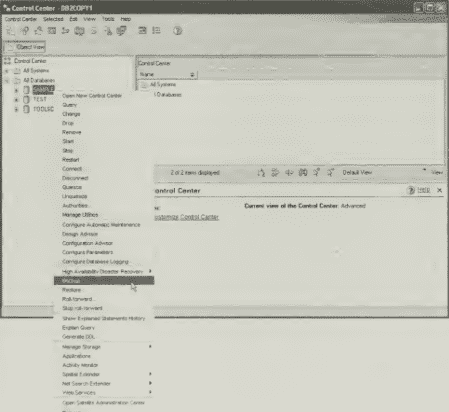 Control Center - DB2COPY1
Control Center Selected Edit View Tools Help
Object View
Control Center
All Systems
All Databases
SAMPLE
TEST
TOOLSD
Control Center
Name
All Systems
Databases
Open New Control Center
Query
Change
Drop
Remove
Start
Stop
Restart
Connect...
Disconnect
Quiesce
Unquiesce
Authorities...
Manage Utilities
Configure Automatic Maintenance
Design Advisor
Configuration Advisor
Configure Parameters
Configure Database Logging
High Availability Disaster Recovery
Backup
Restore
Roll-forward
Stop roll-forward
Show Explained Statements History
Explain Query
Generate DDL
Manage Storage
Applications
Activity Monitor
Spatial Extender
Net Search Extender
Web Services
Open Satellite Administration Center
2 of 2 items displayed
Default View
View
Control Center
Help
Current view of the Control Center: Advanced
Customize Control Center